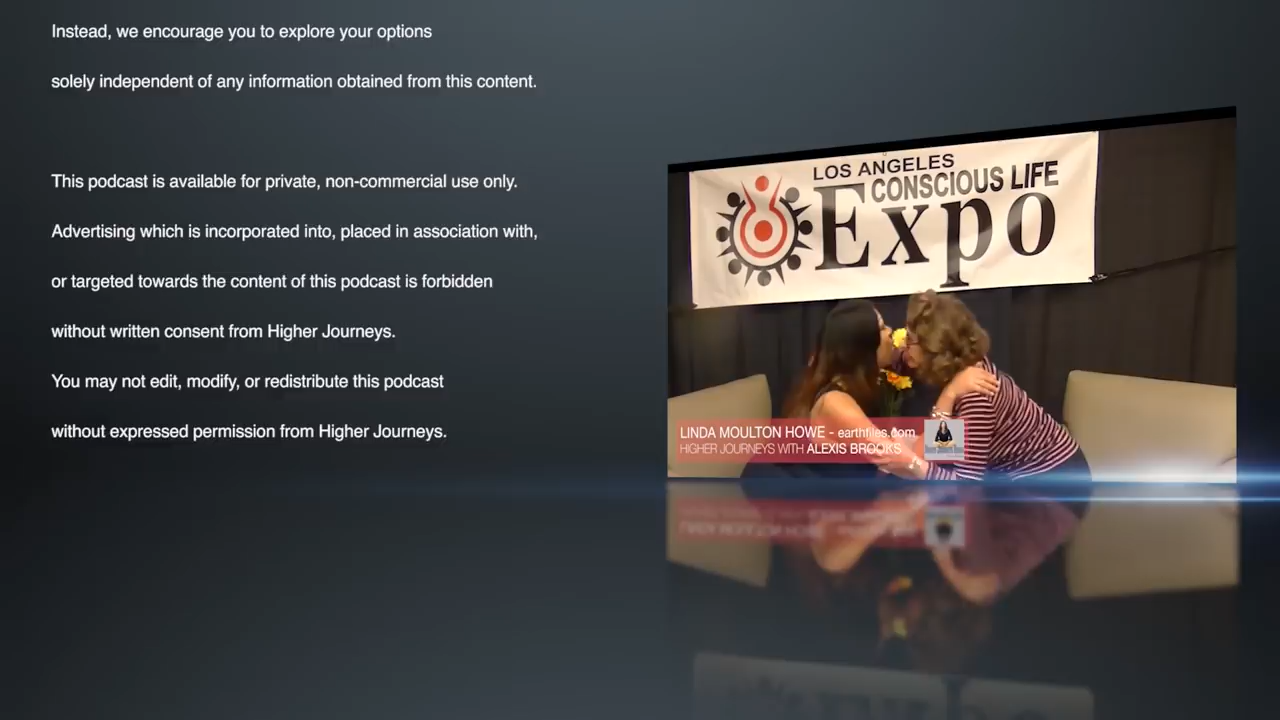 Instead, we encourage you to explore your options
solely independent of any information obtained from this content.
This podcast is available for private, non-commercial use only.
Advertising which is incorporated into, placed in association with,
or targeted towards the content of this podcast is forbidden
without written consent from Higher Journeys.
You may not edit, modify, or redistribute this podcast
without expressed permission from Higher Journeys.
LOS ANGELES
CONSCIOUS LIFE
Expo
LINDA MOULTON HOWE - earthfiles.com
HIGHER JOURNEYS WITH ALEXIS BROOKS